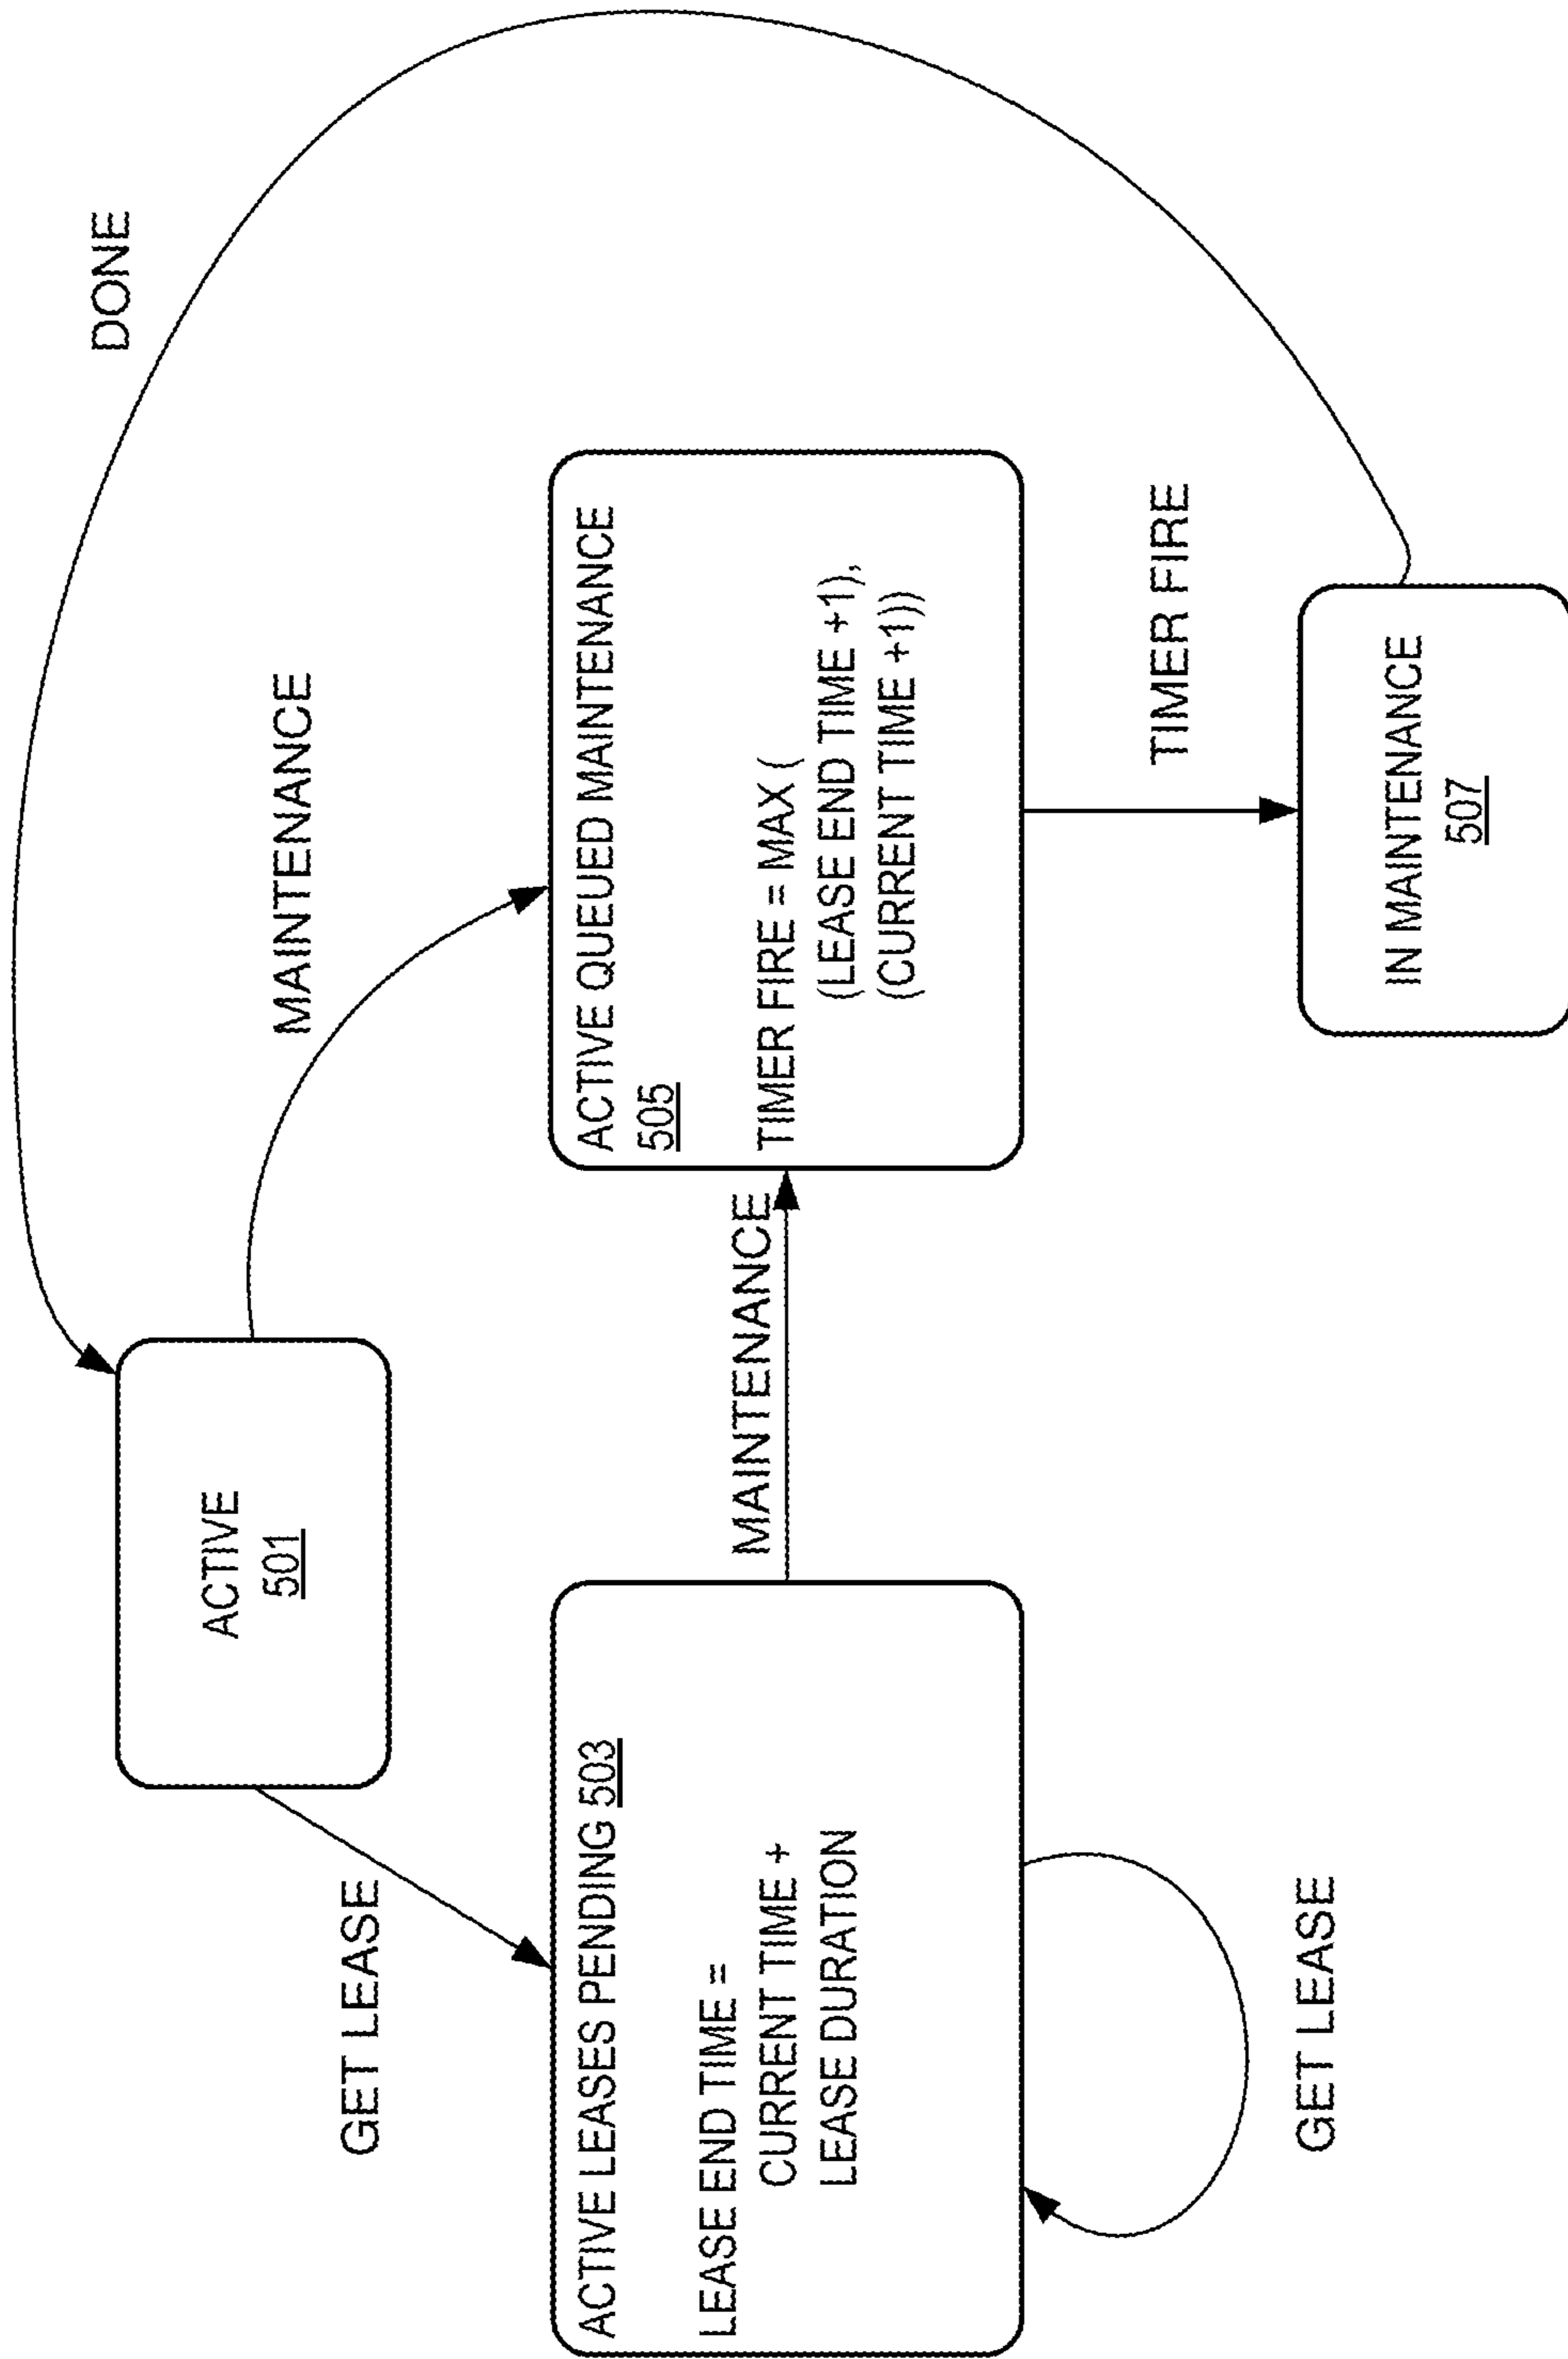 DONE
MAINTENANCE
ACTIVE
501
GET LEASE
ACTIVE LEASES PENDING 503
LEASE END TIME =
CURRENT TIME +
LEASE DURATION
GET LEASE
MAINTENANCE
ACTIVE QUEUED MAINTENANCE
505
TIMER FIRE = MAX (
(LEASE END TIME +1),
(CURRENT TIME +1))
TIMER FIRE
IN MAINTENANCE
507